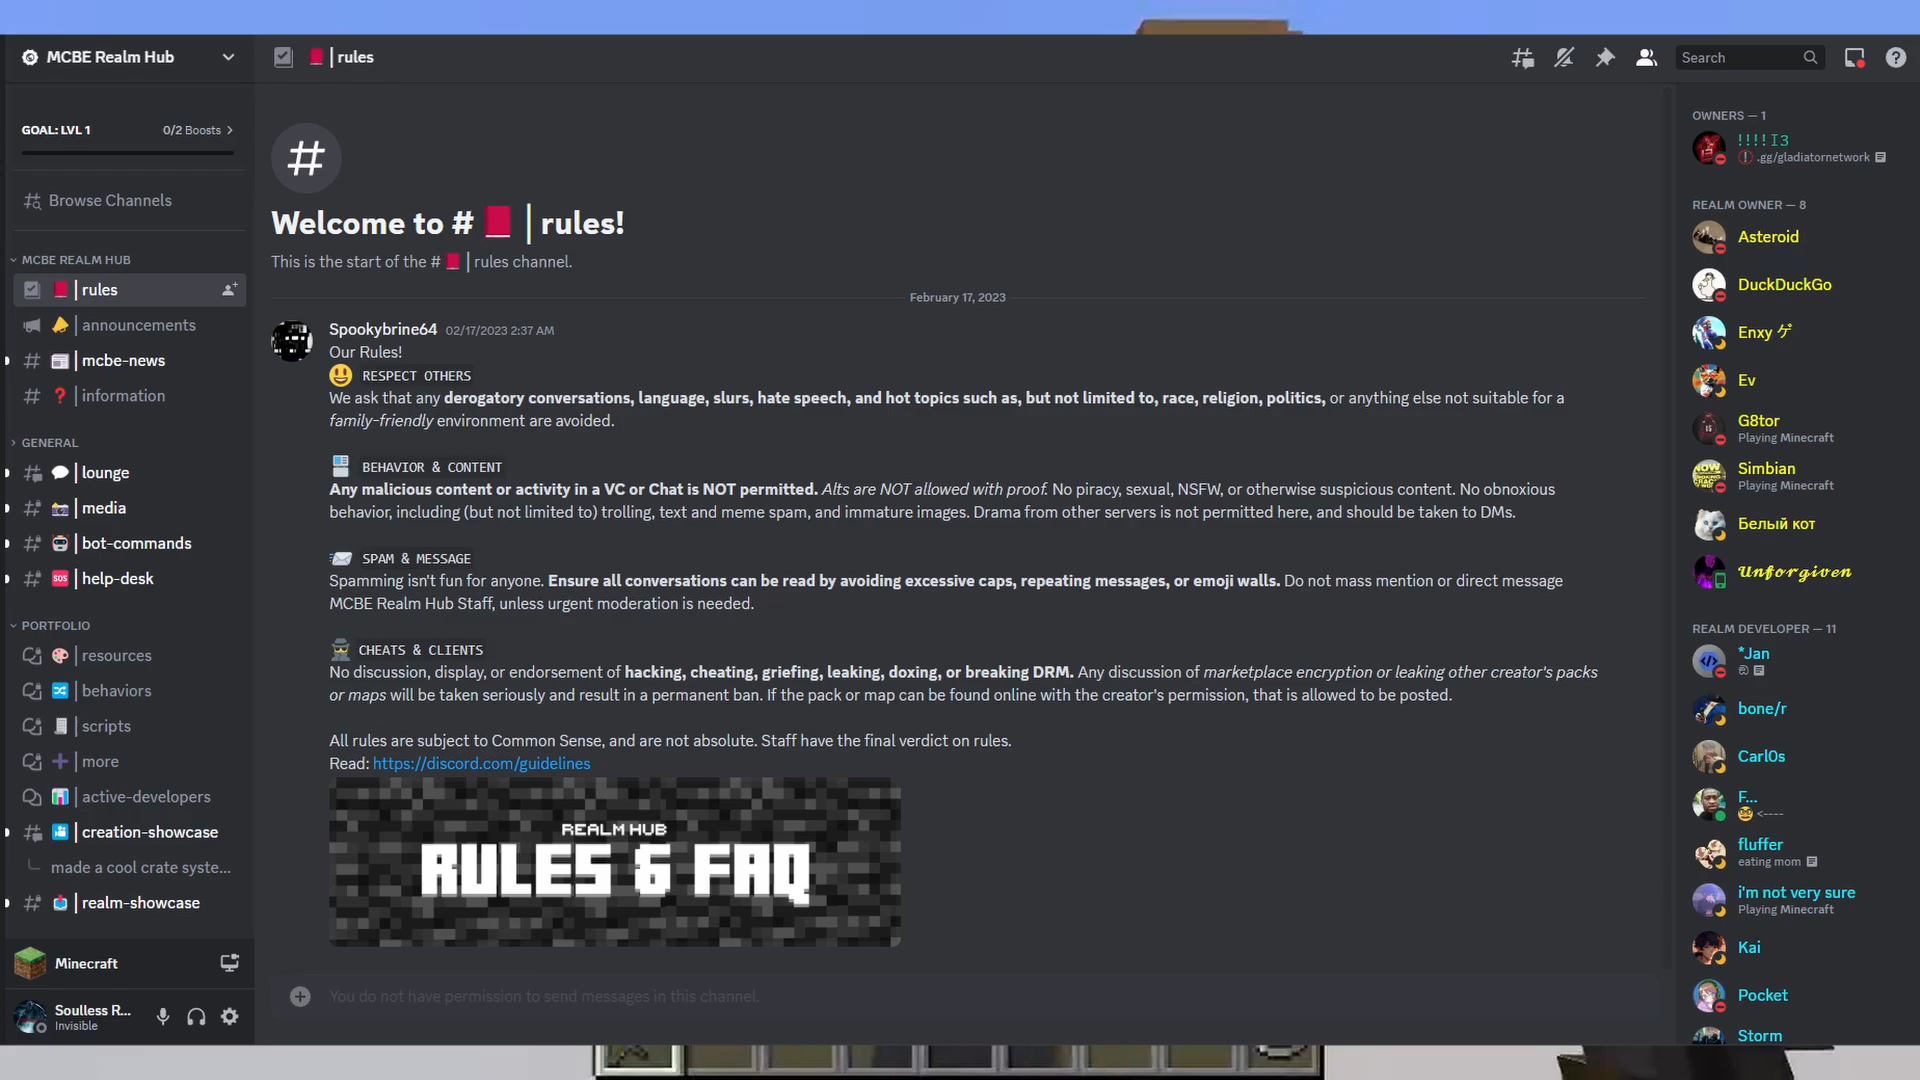 MCBE Realm Hub
| rules
Search
GOAL: LVL 1
0/2 Boosts
Browse Channels
MCBE REALM HUB
| rules
| announcements
| mcbe-news
| information
GENERAL
| lounge
| media
| bot-commands
SOS | help-desk
PORTFOLIO
| resources
| behaviors
| scripts
| more
| active-developers
| creation-showcase
made a cool crate syste...
| realm-showcase
Minecraft
Soulless R...
Invisible
Welcome to # | rules!
This is the start of the # | rules channel.
February 17, 2023
Spookybrine64 02/17/2023 2:37 AM
Our Rules!
RESPECT OTHERS
We ask that any derogatory conversations, language, slurs, hate speech, and hot topics such as, but not limited to, race, religion, politics, or anything else not suitable for a
family-friendly environment are avoided.
BEHAVIOR & CONTENT
Any malicious content or activity in a VC or Chat is NOT permitted. Alts are NOT allowed with proof. No piracy, sexual, NSFW, or otherwise suspicious content. No obnoxious
behavior, including (but not limited to) trolling, text and meme spam, and immature images. Drama from other servers is not permitted here, and should be taken to DMs.
SPAM & MESSAGE
Spamming isn't fun for anyone. Ensure all conversations can be read by avoiding excessive caps, repeating messages, or emoji walls. Do not mass mention or direct message
MCBE Realm Hub Staff, unless urgent moderation is needed.
CHEATS & CLIENTS
No discussion, display, or endorsement of hacking, cheating, griefing, leaking, doxing, or breaking DRM. Any discussion of marketplace encryption or leaking other creator's packs
or maps will be taken seriously and result in a permanent ban. If the pack or map can be found online with the creator's permission, that is allowed to be posted.
All rules are subject to Common Sense, and are not absolute. Staff have the final verdict on rules.
Read: https://discord.com/guidelines
REALM HUB
RULES & FAQ
You do not have permission to send messages in this channel.
OWNERS — 1
!!!!I3
.gg/gladiatornetwork
REALM OWNER — 8
Asteroid
DuckDuckGo
Enxy ゲ
Ev
G8tor
Playing Minecraft
Simbian
Playing Minecraft
Белый кот
𝓤𝓷𝓯𝓸𝓻𝓰𝓲𝓿𝓮𝓷
REALM DEVELOPER — 11
*Jan
bone/r
Carl0s
F...
<----
fluffer
eating mom
i'm not very sure
Playing Minecraft
Kai
Pocket
Storm